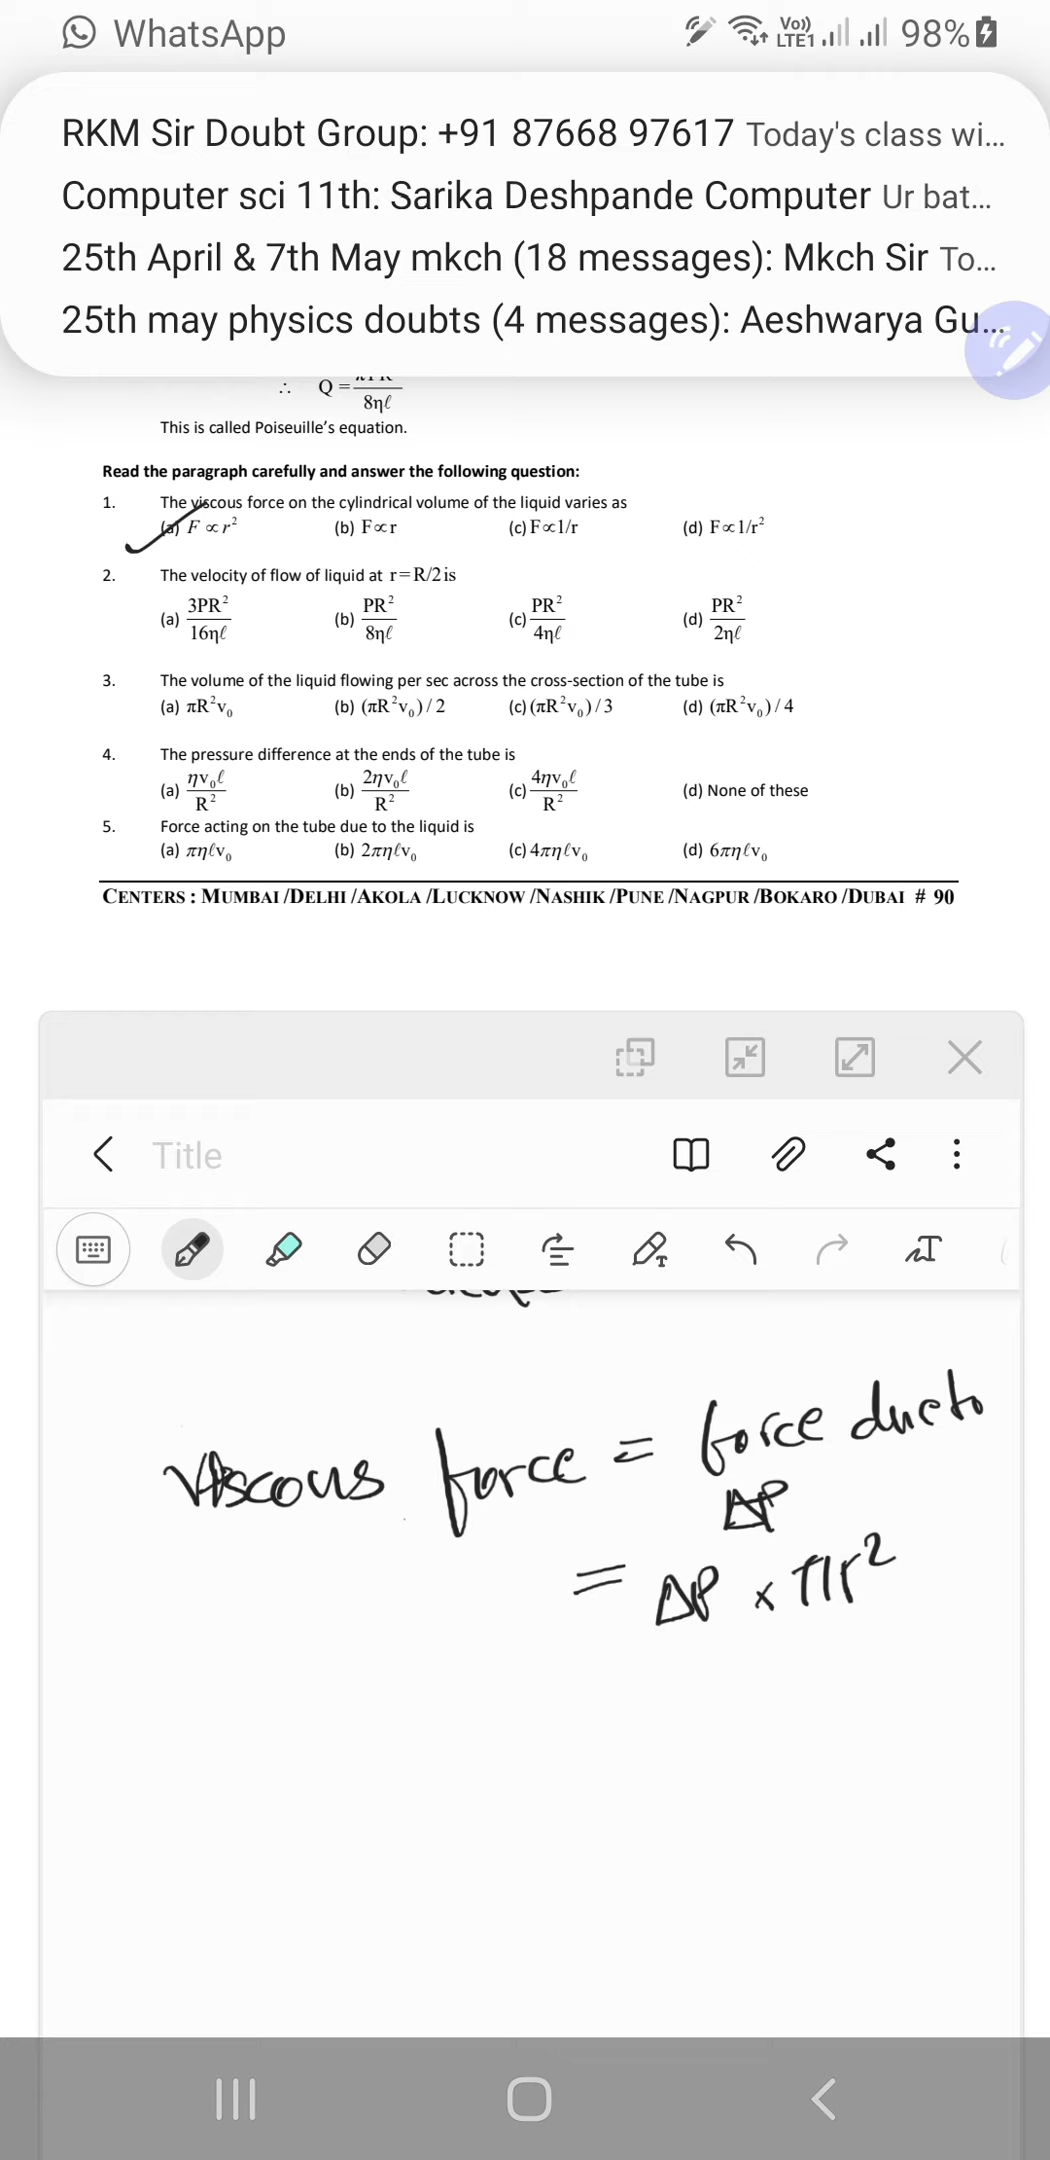 WhatsApp Vo)) LTE1 98%
RKM Sir Doubt Group: +91 87668 97617 Today's class wi...
Computer sci 11th: Sarika Deshpande Computer Ur bat...
25th April & 7th May mkch (18 messages): Mkch Sir To...
25th may physics doubts (4 messages): Aeshwarya Gu...
∴ Q = /8ηℓ
This is called Poiseuille's equation.
Read the paragraph carefully and answer the following question:
1. The viscous force on the cylindrical volume of the liquid varies as
(a) F ∝ r² (b) F∝r (c) F∝1/r (d) F∝1/r²
2. The velocity of flow of liquid at r=R/2 is
(a) 3PR²/16ηℓ (b) PR²/8ηℓ (c) PR²/4ηℓ (d) PR²/2ηℓ
3. The volume of the liquid flowing per sec across the cross-section of the tube is
(a) πR²v₀ (b) (πR²v₀)/2 (c) (πR²v₀)/3 (d) (πR²v₀)/4
4. The pressure difference at the ends of the tube is
(a) ηv₀ℓ/R² (b) 2ηv₀ℓ/R² (c) 4ηv₀ℓ/R² (d) None of these
5. Force acting on the tube due to the liquid is
(a) πηℓv₀ (b) 2πηℓv₀ (c) 4πηℓv₀ (d) 6πηℓv₀
CENTERS : MUMBAI /DELHI /AKOLA /LUCKNOW /NASHIK /PUNE /NAGPUR /BOKARO /DUBAI # 90
Title
Viscous force = force due to
ΔP
= ΔP × πr²